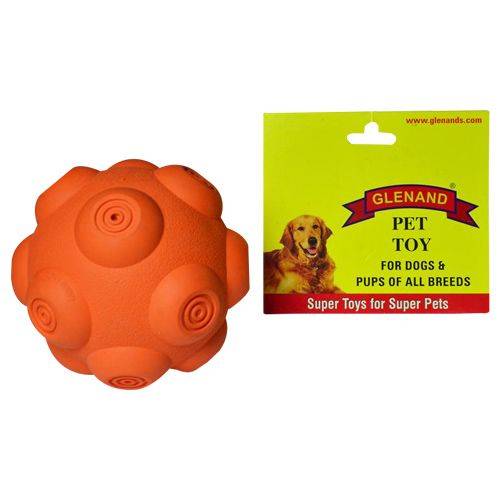 www.glenands.com
GLENAND®
PET
TOY
FOR DOGS &
PUPS OF ALL BREEDS
Super Toys for Super Pets